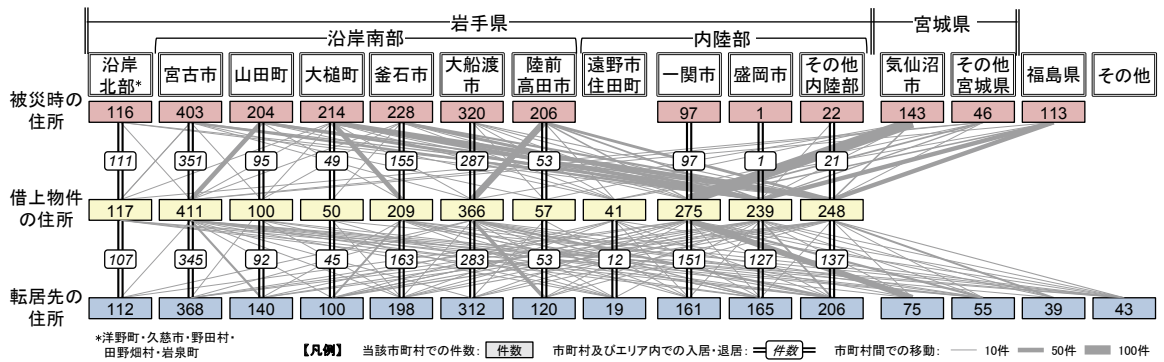 岩手県
宮城県
沿岸南部
内陸部
沿岸北部*
宮古市
山田町
大槌町
釜石市
大船渡市
陸前高田市
遠野市住田町
一関市
盛岡市
その他内陸部
気仙沼市
その他宮城県
福島県
その他
被災時の住所
116 403 204 214 228 320 206 97 1 22 143 46 113
111 351 95 49 155 287 53 97 1 21
借上物件の住所
117 411 100 50 209 366 57 41 275 239 248
107 345 92 45 163 283 53 12 151 127 137
転居先の住所
112 368 140 100 198 312 120 19 161 165 206 75 55 39 43
*洋野町・久慈市・野田村・
田野畑村・岩泉町
【凡例】 当該市町村での件数: 件数 市町村及びエリア内での入居・退居: 件数 市町村間での移動: 10件 50件 100件